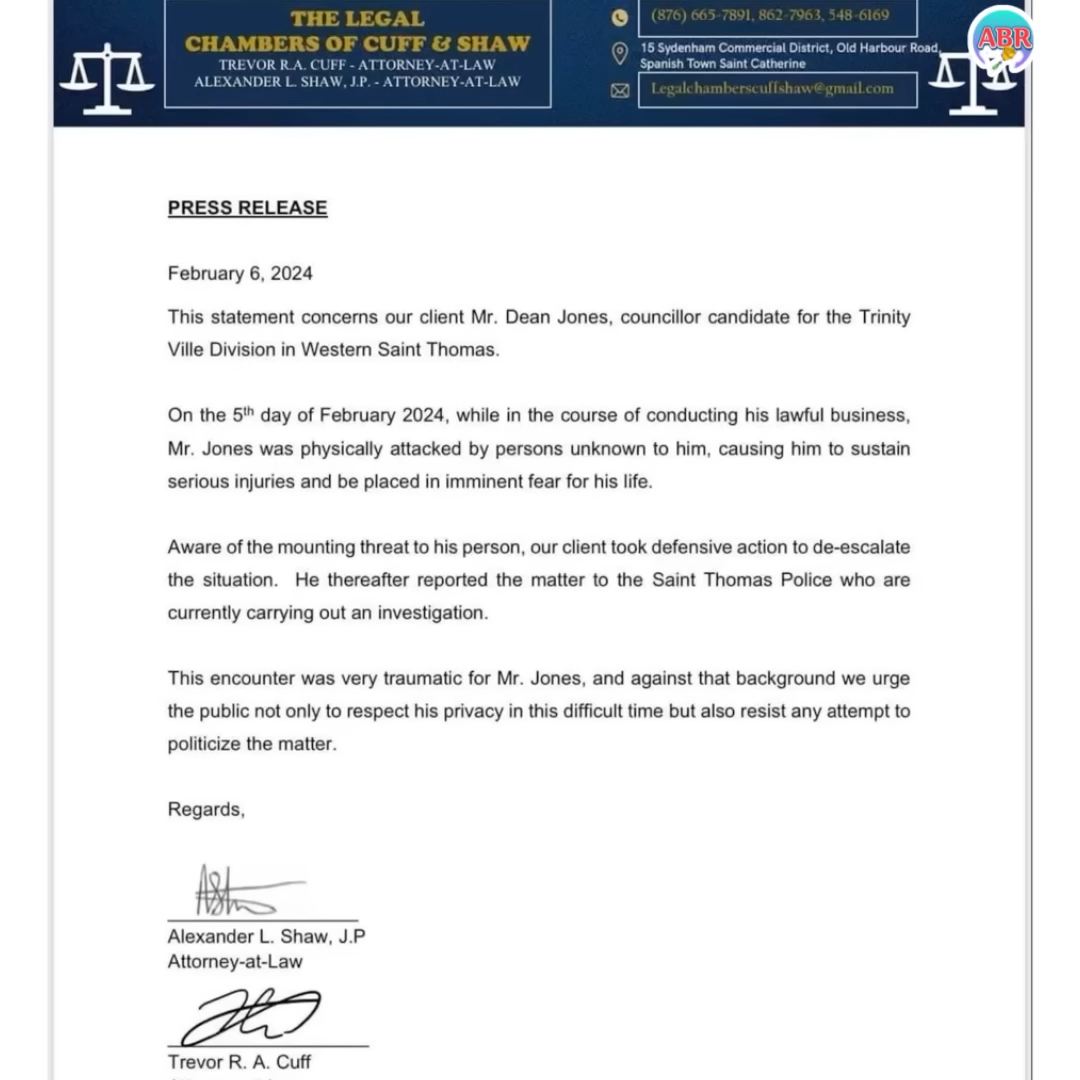 THE LEGAL
CHAMBERS OF CUFF & SHAW
TREVOR R.A. CUFF - ATTORNEY-AT-LAW
ALEXANDER L. SHAW, J.P. - ATTORNEY-AT-LAW
(876) 665-7891, 862-7963, 548-6169
15 Sydenham Commercial District, Old Harbour Road,
Spanish Town Saint Catherine
Legalchamberscuffshaw@gmail.com
ABR
PRESS RELEASE
February 6, 2024
This statement concerns our client Mr. Dean Jones, councillor candidate for the Trinity
Ville Division in Western Saint Thomas.
On the 5th day of February 2024, while in the course of conducting his lawful business,
Mr. Jones was physically attacked by persons unknown to him, causing him to sustain
serious injuries and be placed in imminent fear for his life.
Aware of the mounting threat to his person, our client took defensive action to de-escalate
the situation. He thereafter reported the matter to the Saint Thomas Police who are
currently carrying out an investigation.
This encounter was very traumatic for Mr. Jones, and against that background we urge
the public not only to respect his privacy in this difficult time but also resist any attempt to
politicize the matter.
Regards,
Alexander L. Shaw, J.P
Attorney-at-Law
Trevor R. A. Cuff